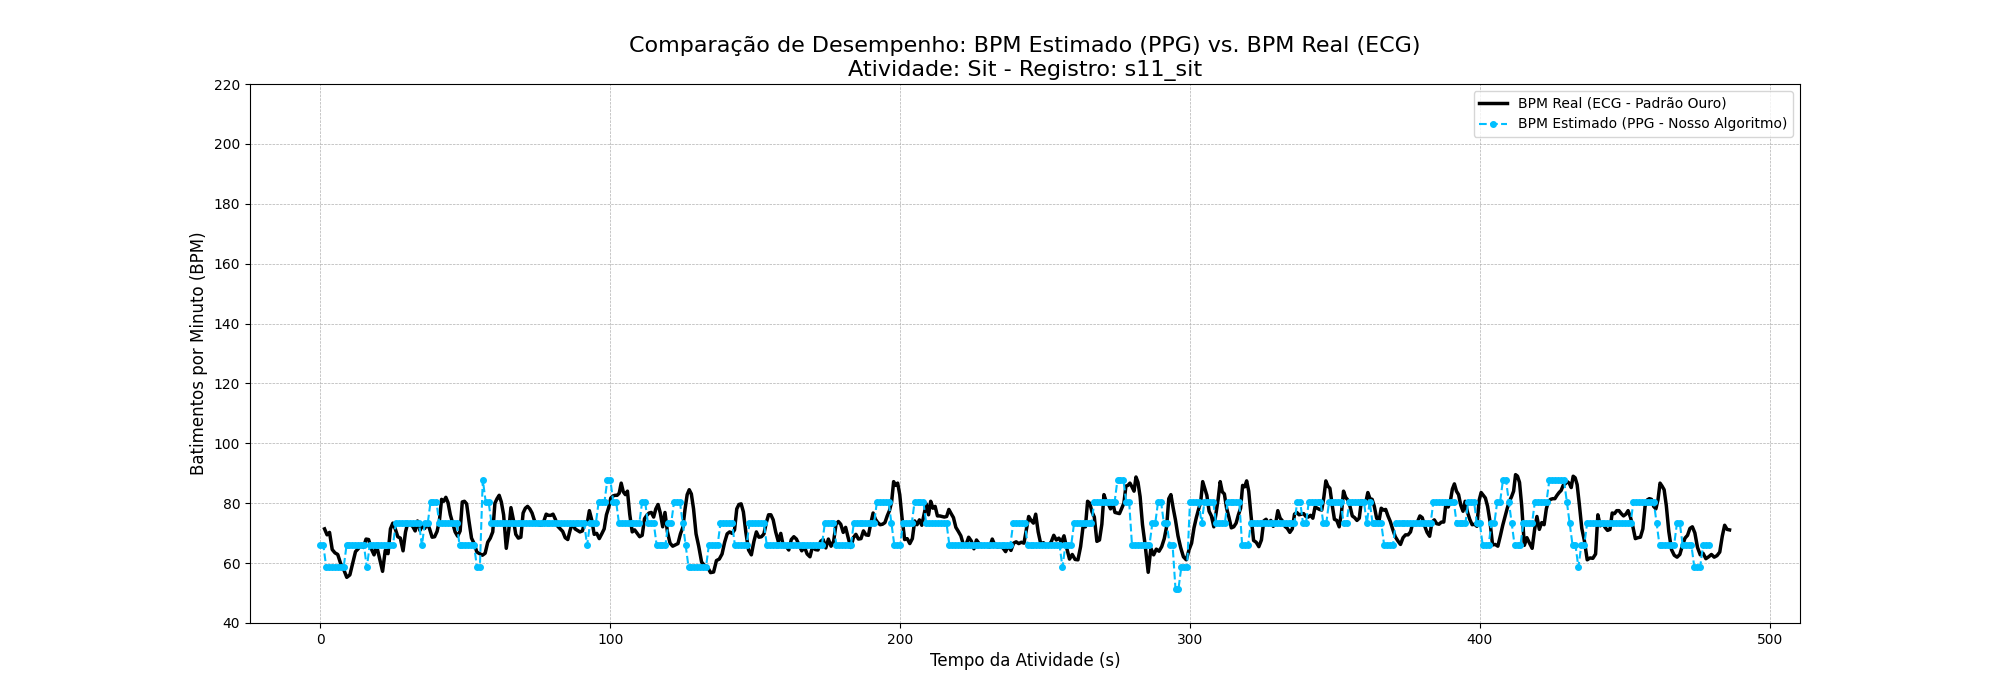 Comparação de Desempenho: BPM Estimado (PPG) vs. BPM Real (ECG)
Atividade: Sit - Registro: s11_sit
BPM Real (ECG - Padrão Ouro)
BPM Estimado (PPG - Nosso Algoritmo)
Batimentos por Minuto (BPM)
220
200
180
160
140
120
100
80
60
40
0 100 200 300 400 500
Tempo da Atividade (s)